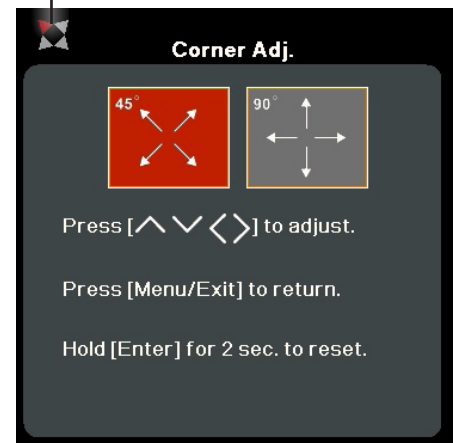 Corner Adj.
45° 90°
Press [∧∨<>] to adjust.
Press [Menu/Exit] to return.
Hold [Enter] for 2 sec. to reset.